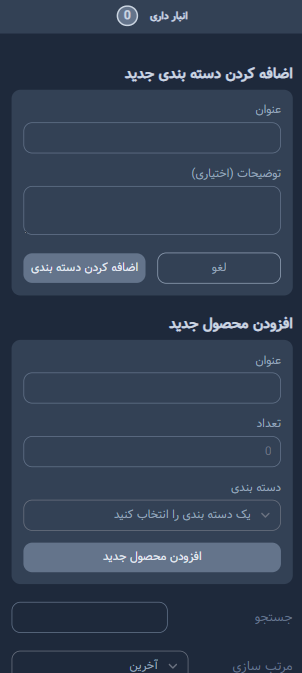 انبار داری 0
اضافه کردن دسته بندی جدید
عنوان
توضیحات (اختیاری)
لغو اضافه کردن دسته بندی
افزودن محصول جدید
عنوان
تعداد
0
دسته بندی
یک دسته بندی را انتخاب کنید
افزودن محصول جدید
جستجو
مرتب سازی آخرین